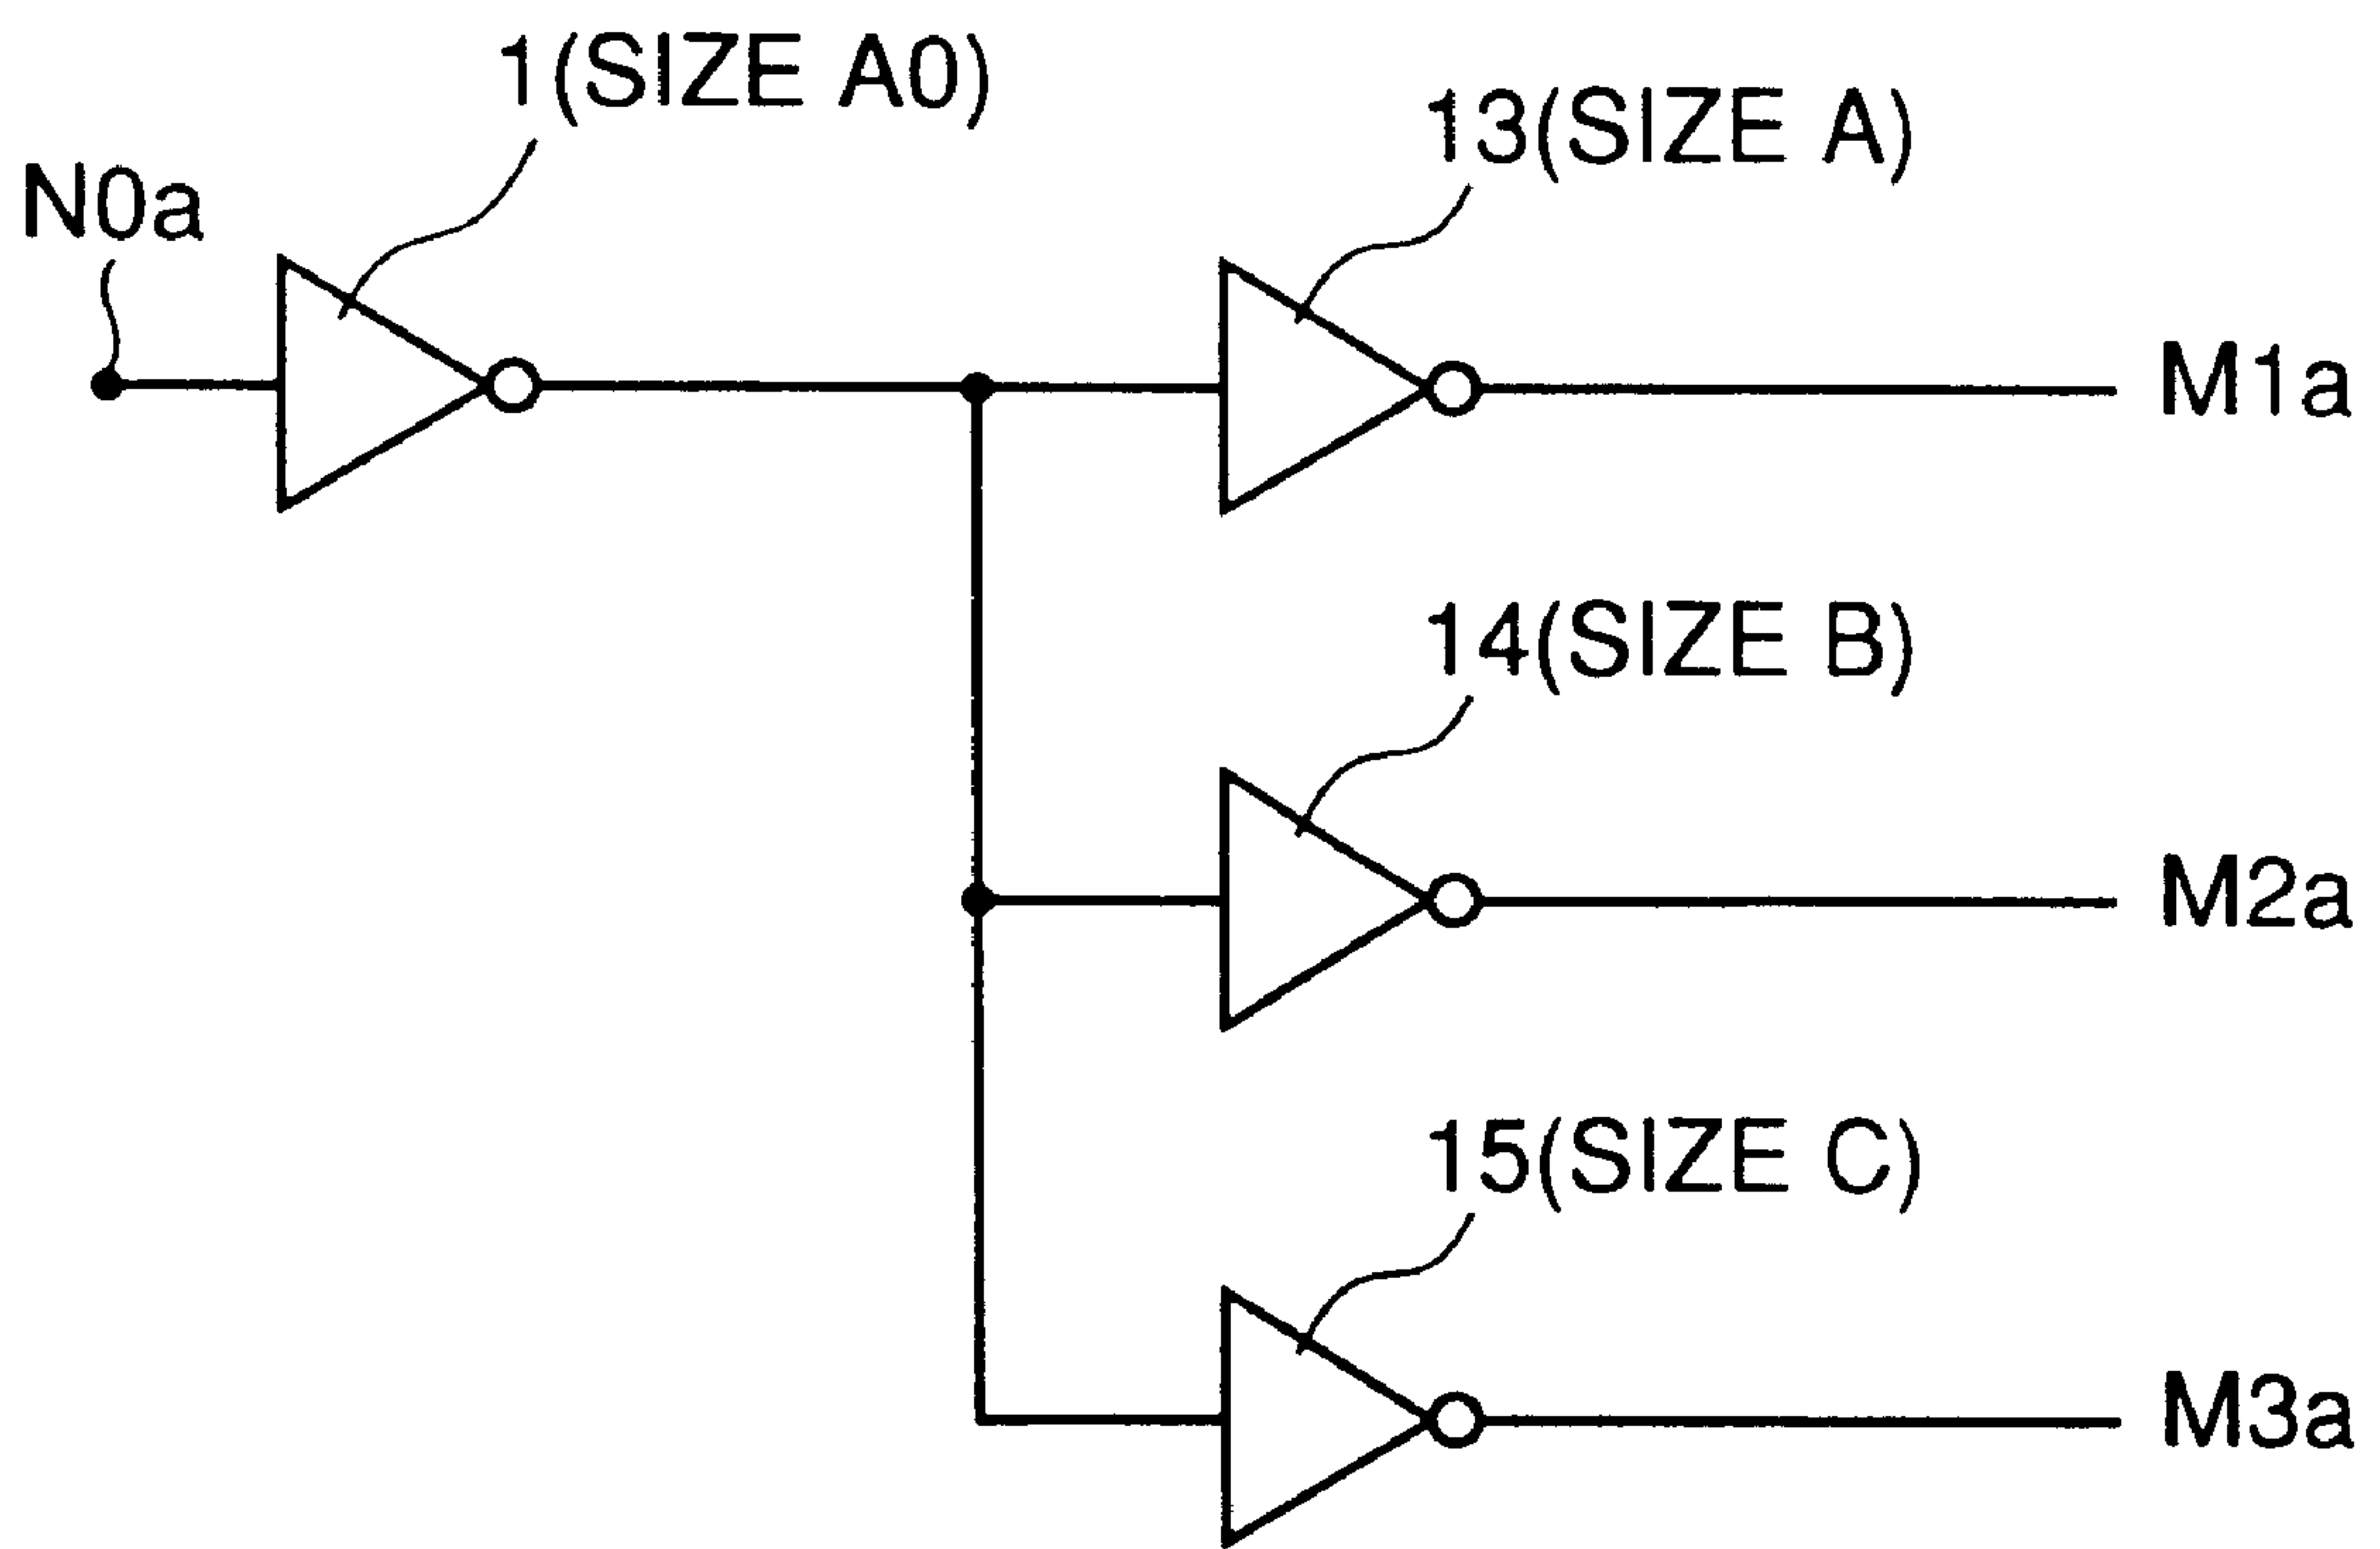 1(SIZE A0)
13(SIZE A)
N0a
M1a
14(SIZE B)
M2a
15(SIZE C)
M3a